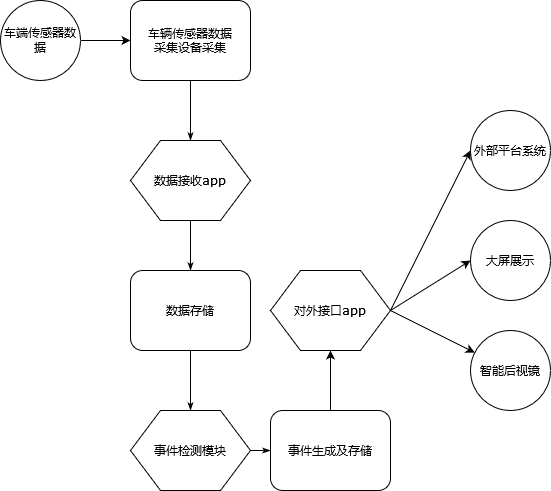 车端传感器数
据
车辆传感器数据
采集设备采集
数据接收app
数据存储
事件检测模块
事件生成及存储
对外接口app
外部平台系统
大屏展示
智能后视镜